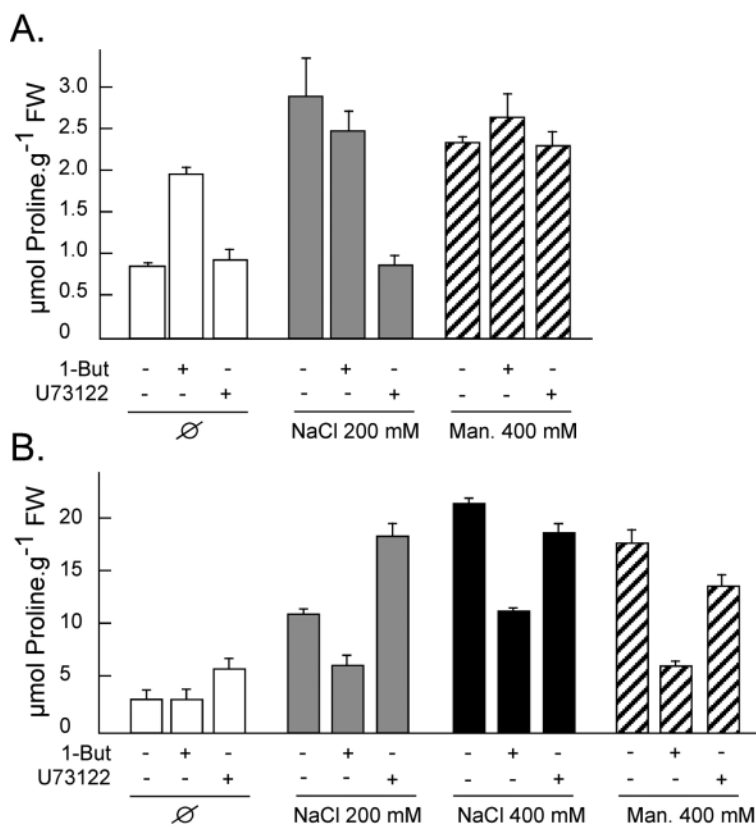 A.
μmol Proline.g⁻¹ FW
3.0
2.5
2.0
1.5
1.0
0.5
0
1-But - + - - + - - + -
U73122 - - + - - + - - +
Ø NaCl 200 mM Man. 400 mM
B.
μmol Proline.g⁻¹ FW
20
15
10
5
0
1-But - + - - + - - + - - + -
U73122 - - + - - + - - + - - +
Ø NaCl 200 mM NaCl 400 mM Man. 400 mM